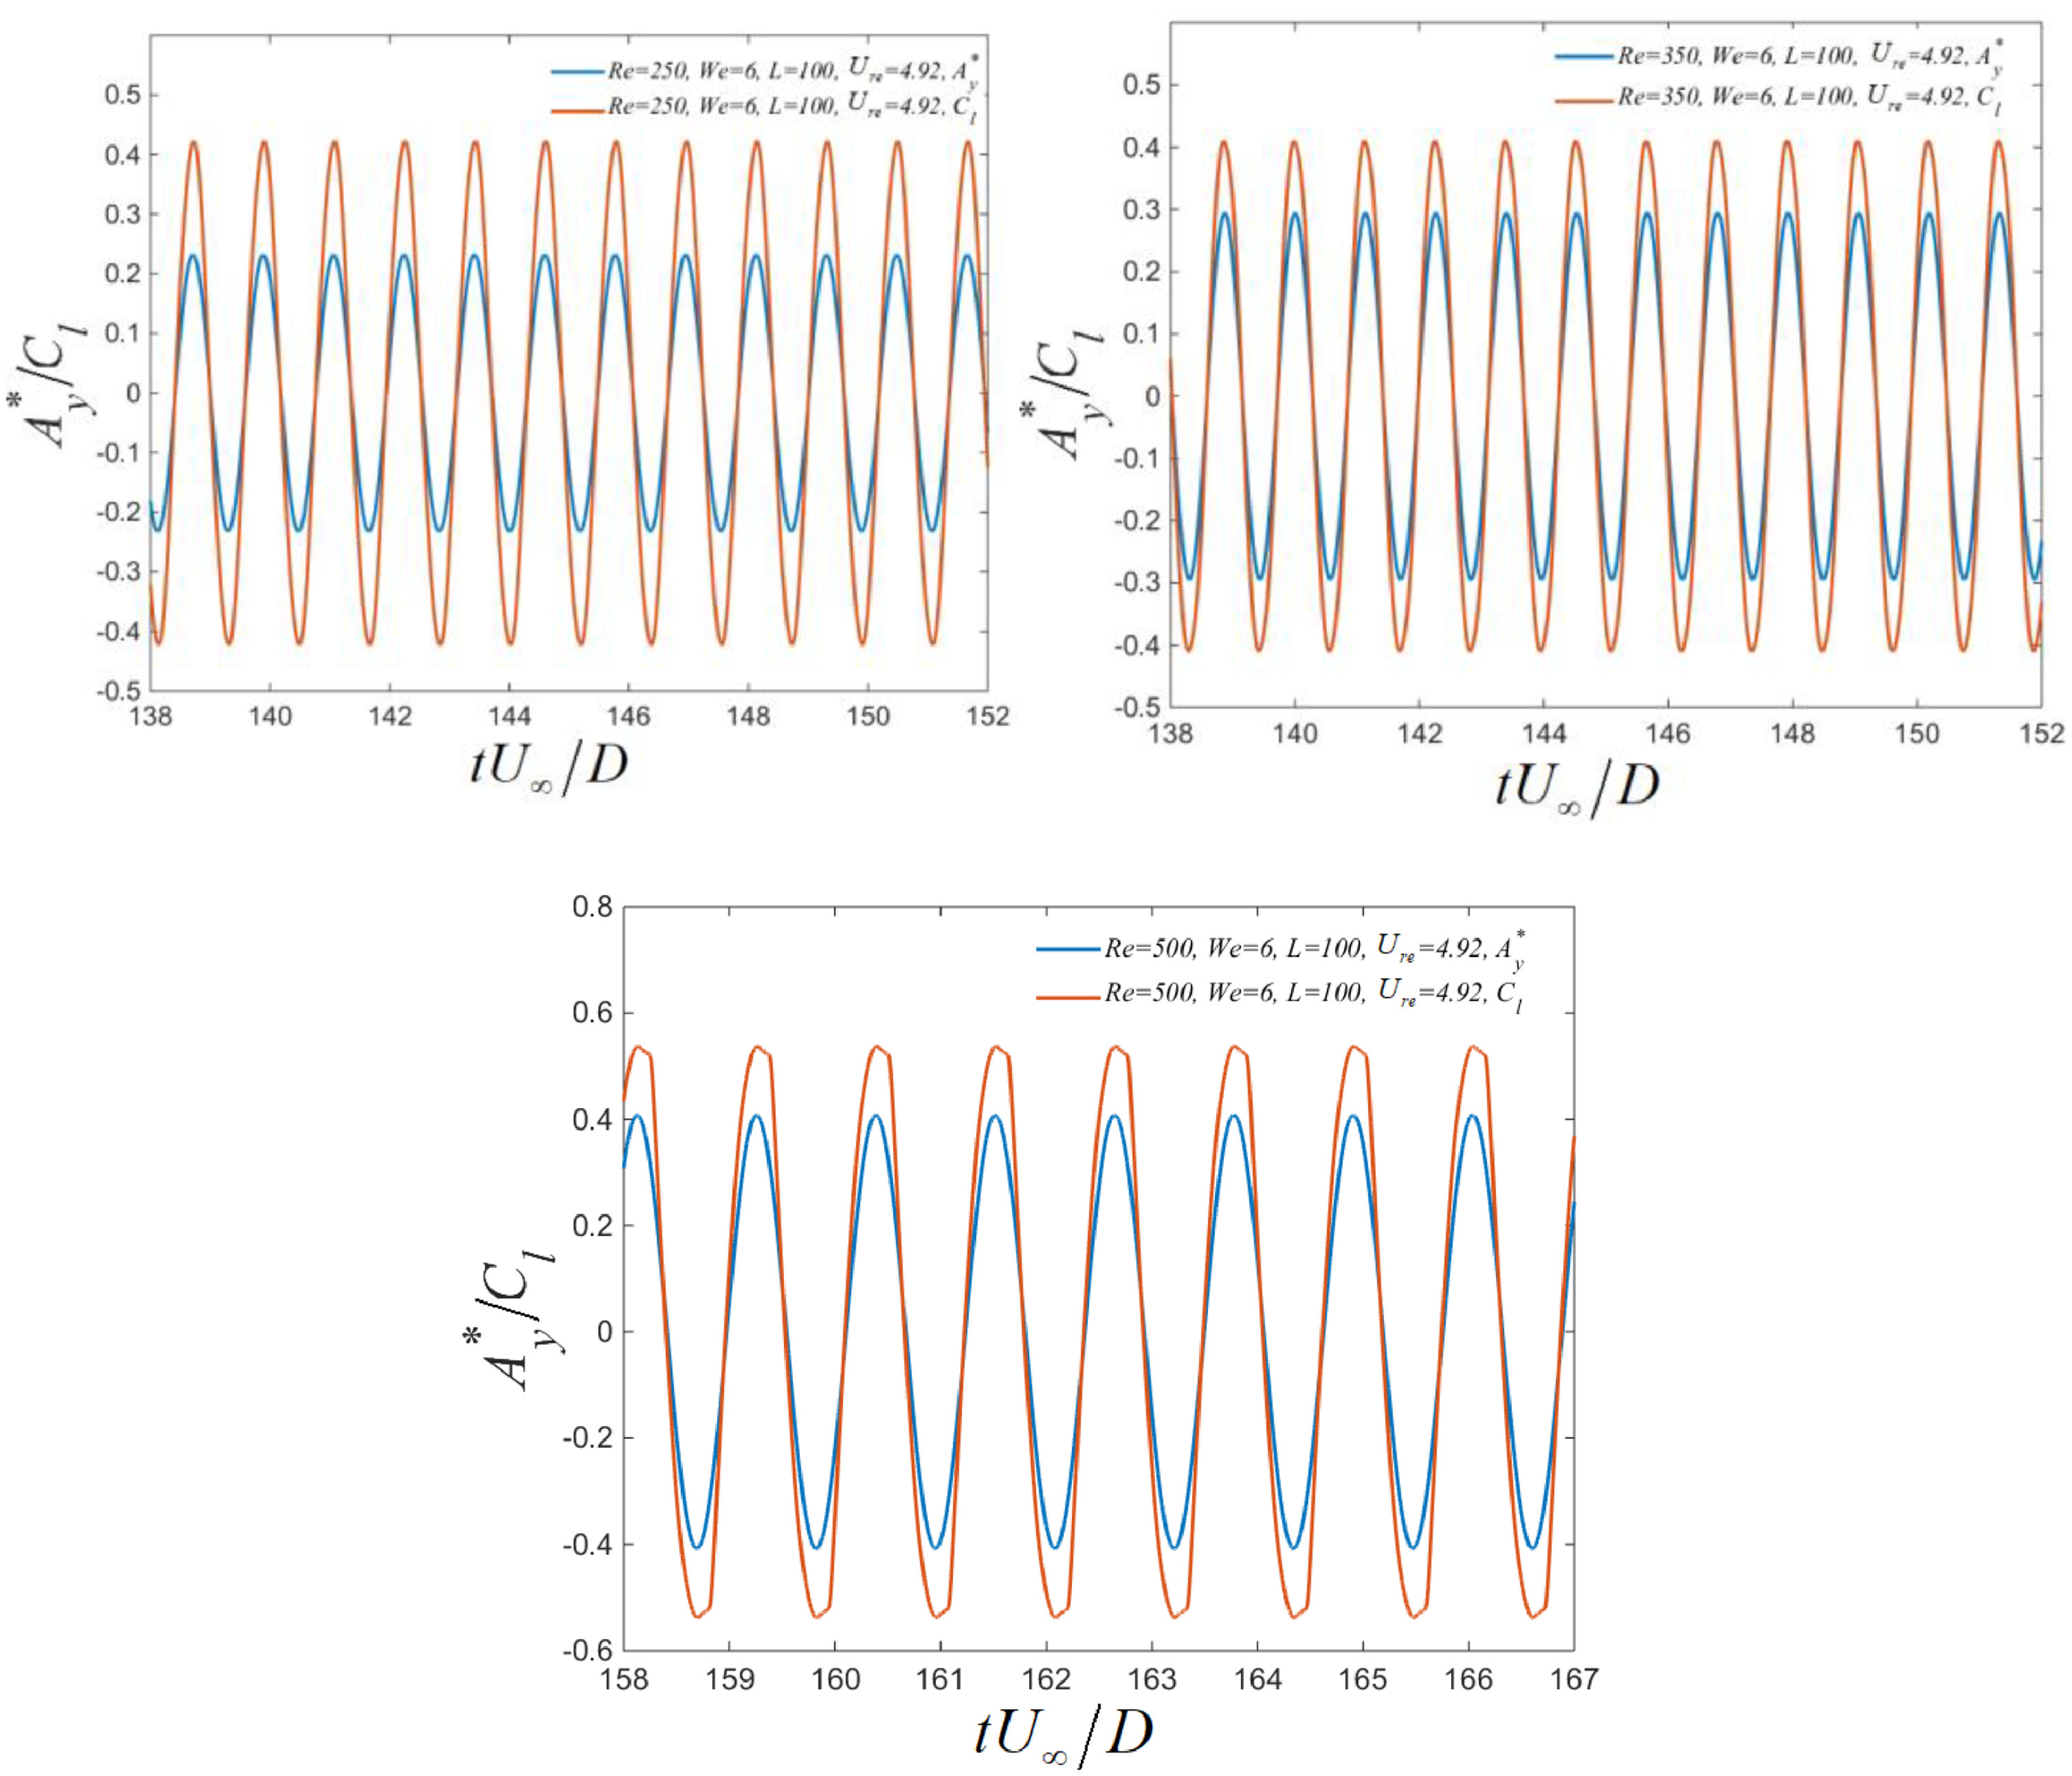 Re=250, We=6, L=100, U_re=4.92, A_y^*
Re=250, We=6, L=100, U_re=4.92, C_l
0.5
0.4
0.3
0.2
0.1
0
-0.1
-0.2
-0.3
-0.4
-0.5
A_y^*/C_l
138 140 142 144 146 148 150 152
tU_∞/D
Re=350, We=6, L=100, U_re=4.92, A_y^*
Re=350, We=6, L=100, U_re=4.92, C_l
0.5
0.4
0.3
0.2
0.1
0
-0.1
-0.2
-0.3
-0.4
-0.5
A_y^*/C_l
138 140 142 144 146 148 150 152
tU_∞/D
Re=500, We=6, L=100, U_re=4.92, A_y^*
Re=500, We=6, L=100, U_re=4.92, C_l
0.8
0.6
0.4
0.2
0
-0.2
-0.4
-0.6
A_y^*/C_l
158 159 160 161 162 163 164 165 166 167
tU_∞/D